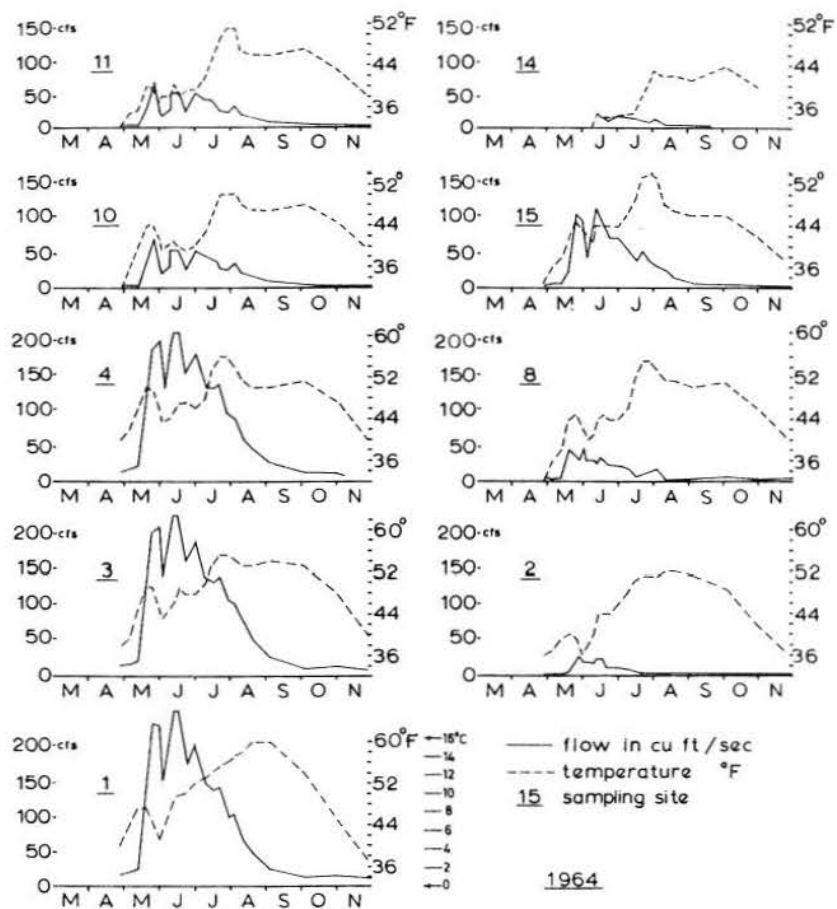 150-cfs 52°F
100- 11 44
50- 36
0
M A M J J A S O N
150-cfs 52°F
100- 14 44
50- 36
0
M A M J J A S O N
150-cfs 52°
100- 10 44
50- 36
0
M A M J J A S O N
150-cfs 52°
100- 15 44
50- 36
0
M A M J J A S O N
200-cfs 60°
150- 4 52
100- 44
50- 36
0
M A M J J A S O N
200-cfs 60°
150- 8 52
100- 44
50- 36
0
M A M J J A S O N
200-cfs 60°
150- 3 52
100- 44
50- 36
0
M A M J J A S O N
200-cfs 60°
150- 2 52
100- 44
50- 36
0
M A M J J A S O N
200-cfs 60°F 16°C
150- 1 52 14
100- 44 12
50- 36 10
0 8
6
4
2
0
M A M J J A S O N
flow in cu ft/sec
temperature °F
15 sampling site
1964